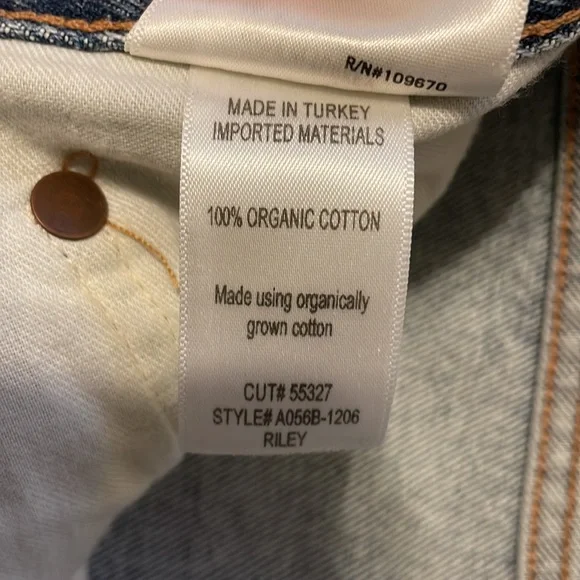 R/N#109670
MADE IN TURKEY
IMPORTED MATERIALS
100% ORGANIC COTTON
Made using organically
grown cotton
CUT# 55327
STYLE# A056B-1206
RILEY